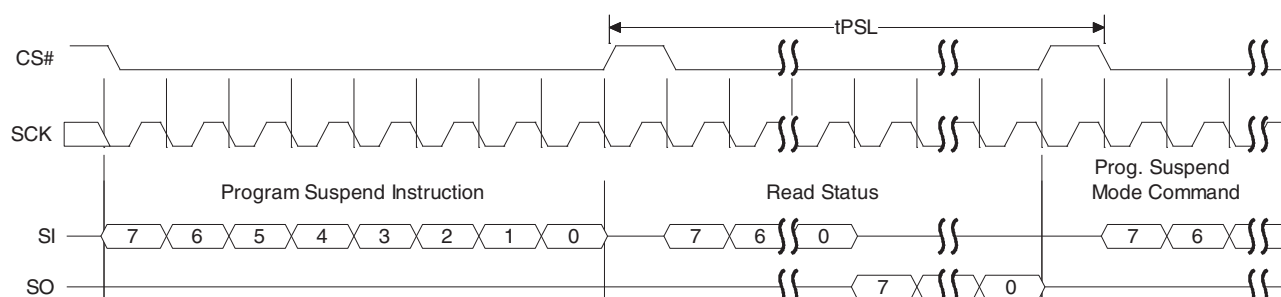 tPSL
CS#
SCK
Prog. Suspend
Program Suspend Instruction Read Status Mode Command
SI 7 6 5 4 3 2 1 0 7 6 0 7 6
SO 7 0